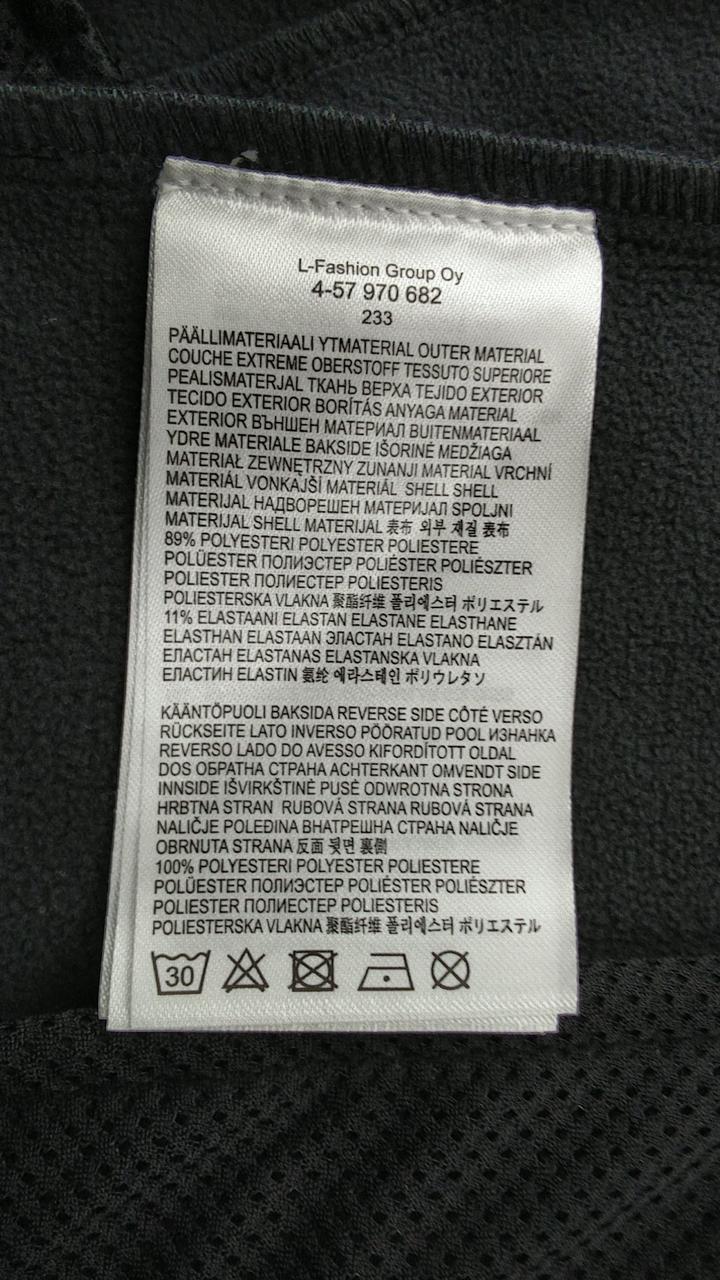 L-Fashion Group Oy
4-57 970 682
233
PÄÄLLIMATERIAALI YTMATERIAL OUTER MATERIAL
COUCHE EXTREME OBERSTOFF TESSUTO SUPERIORE
PEALISMATERJAL ТКАНЬ ВЕРХА TEJIDO EXTERIOR
TECIDO EXTERIOR BORÍTÁS ANYAGA MATERIAL
EXTERIOR ВЪНШЕН МАТЕРИАЛ BUITENMATERIAAL
YDRE MATERIALE BAKSIDE IŠORINĖ MEDŽIAGA
MATERIAŁ ZEWNĘTRZNY ZUNANJI MATERIAL VRCHNÍ
MATERIÁL VONKAJŠÍ MATERIÁL SHELL SHELL
MATERIJAL НАДВОРЕШЕН МАТЕРИЈАЛ SPOLJNI
MATERIJAL SHELL MATERIJAL 表布 외부 재질 表布
89% POLYESTERI POLYESTER POLIESTERE
POLÜESTER ПОЛИЭСТЕР POLIÉSTER POLIÉSZTER
POLIESTER ПОЛИЕСТЕР POLIESTERIS
POLIESTERSKA VLAKNA 聚酯纤维 폴리에스터 ポリエステル
11% ELASTAANI ELASTAN ELASTANE ELASTHANE
ELASTHAN ELASTAAN ЭЛАСТАН ELASTANO ELASZTÁN
ЕЛАСТАН ELASTANAS ELASTANSKA VLAKNA
ЕЛАСТИН ELASTIN 氨纶 에라스테인 ポリウレタソ
KÄÄNTÖPUOLI BAKSIDA REVERSE SIDE CÔTÉ VERSO
RÜCKSEITE LATO INVERSO PÖÖRATUD POOL ИЗНАНКА
REVERSO LADO DO AVESSO KIFORDÍTOTT OLDAL
DOS ОБРАТНА СТРАНА ACHTERKANT OMVENDT SIDE
INNSIDE IŠVIRKŠTINĖ PUSĖ ODWROTNA STRONA
HRBTNA STRAN RUBOVÁ STRANA RUBOVÁ STRANA
NALIČJE POLEĐINA ВНАТРЕШНА СТРАНА NALIČJE
OBRNUTA STRANA 反面 뒷면 裏側
100% POLYESTERI POLYESTER POLIESTERE
POLÜESTER ПОЛИЭСТЕР POLIÉSTER POLIÉSZTER
POLIESTER ПОЛИЕСТЕР POLIESTERIS
POLIESTERSKA VLAKNA 聚酯纤维 폴리에스터 ポリエステル
30